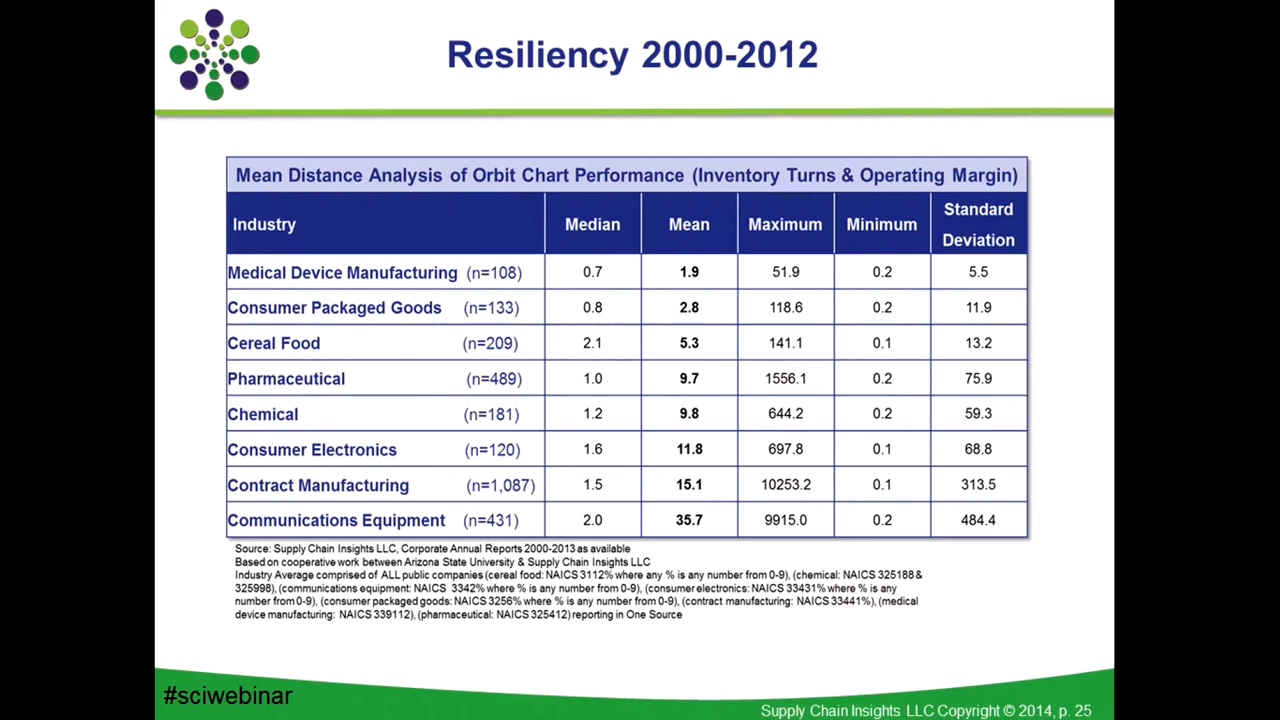 Resiliency 2000-2012
Mean Distance Analysis of Orbit Chart Performance (Inventory Turns & Operating Margin)
Industry Median Mean Maximum Minimum Standard Deviation
Medical Device Manufacturing (n=108) 0.7 1.9 51.9 0.2 5.5
Consumer Packaged Goods (n=133) 0.8 2.8 118.6 0.2 11.9
Cereal Food (n=209) 2.1 5.3 141.1 0.1 13.2
Pharmaceutical (n=489) 1.0 9.7 1556.1 0.2 75.9
Chemical (n=181) 1.2 9.8 644.2 0.2 59.3
Consumer Electronics (n=120) 1.6 11.8 697.8 0.1 68.8
Contract Manufacturing (n=1,087) 1.5 15.1 10253.2 0.1 313.5
Communications Equipment (n=431) 2.0 35.7 9915.0 0.2 484.4
Source: Supply Chain Insights LLC, Corporate Annual Reports 2000-2013 as available
Based on cooperative work between Arizona State University & Supply Chain Insights LLC
Industry Average comprised of ALL public companies (cereal food: NAICS 3112% where any % is any number from 0-9), (chemical: NAICS 325188 &
325998), (communications equipment: NAICS 3342% where % is any number from 0-9), (consumer electronics: NAICS 33431% where % is any
number from 0-9), (consumer packaged goods: NAICS 3256% where % is any number from 0-9), (contract manufacturing: NAICS 33441%), (medical
device manufacturing: NAICS 339112), (pharmaceutical: NAICS 325412) reporting in One Source
#sciwebinar
Supply Chain Insights LLC Copyright © 2014, p. 25